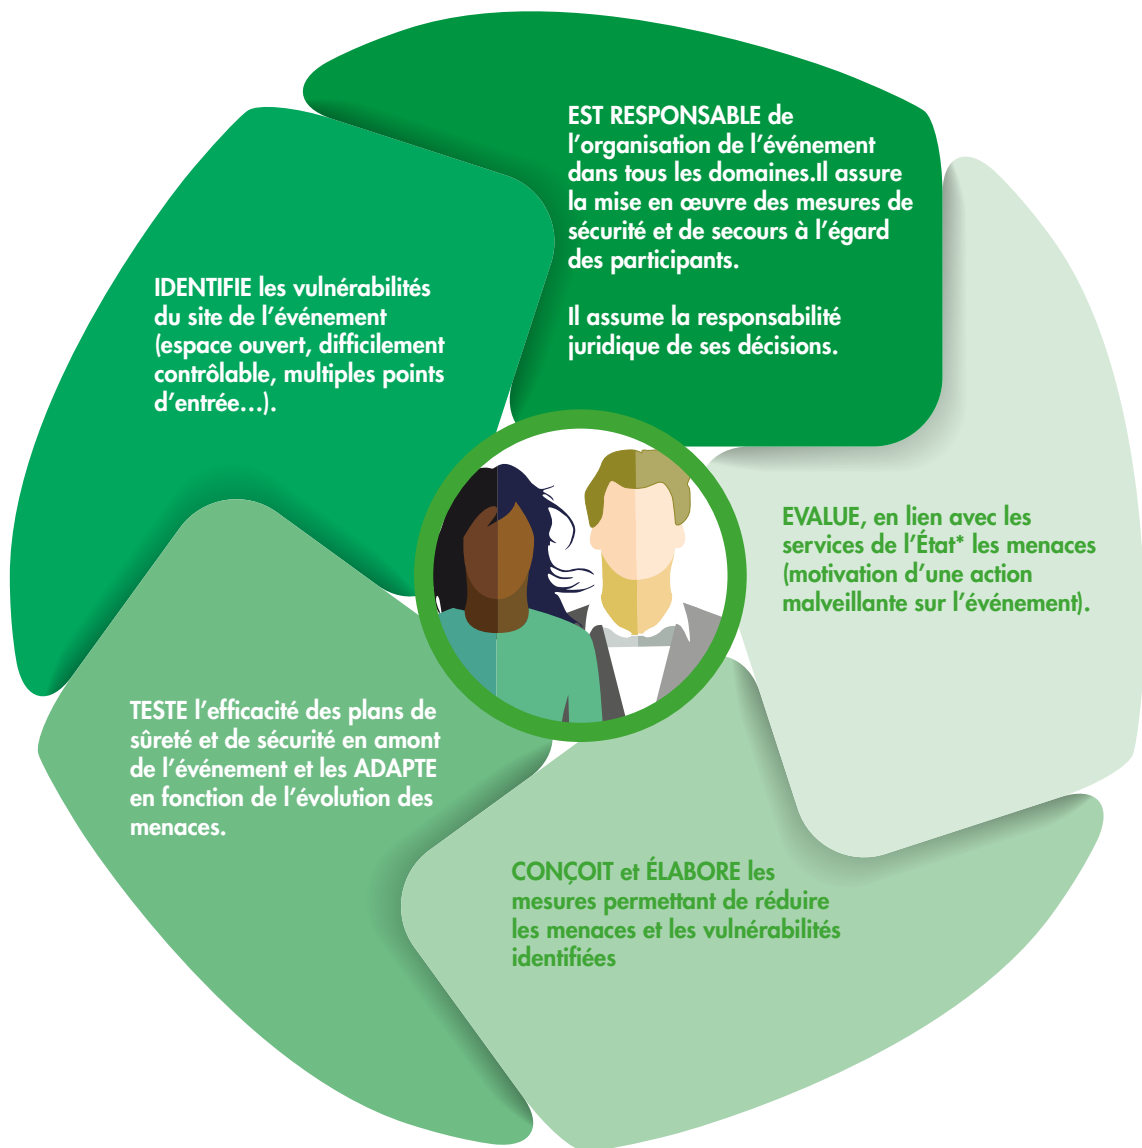 EST RESPONSABLE de
l'organisation de l'événement
dans tous les domaines.Il assure
la mise en œuvre des mesures de
sécurité et de secours à l'égard
des participants.
Il assume la responsabilité
juridique de ses décisions.
EVALUE, en lien avec les
services de l'État* les menaces
(motivation d'une action
malveillante sur l'événement).
CONÇOIT et ÉLABORE les
mesures permettant de réduire
les menaces et les vulnérabilités
identifiées
TESTE l'efficacité des plans de
sûreté et de sécurité en amont
de l'événement et les ADAPTE
en fonction de l'évolution des
menaces.
IDENTIFIE les vulnérabilités
du site de l'événement
(espace ouvert, difficilement
contrôlable, multiples points
d'entrée...).